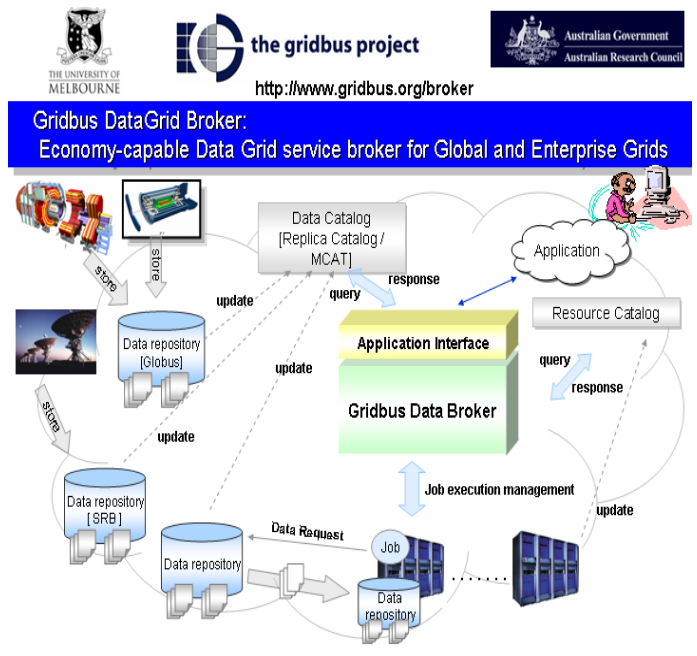 THE UNIVERSITY OF
MELBOURNE
the gridbus project
Australian Government
Australian Research Council
http://www.gridbus.org/broker
Gridbus DataGrid Broker:
Economy-capable Data Grid service broker for Global and Enterprise Grids
Data Catalog
[Replica Catalog /
MCAT]
Application
store
store
response
query
update
Resource Catalog
Data repository
[Globus]
Application Interface
query
response
update
Gridbus Data Broker
store
update
Job execution management
Data repository
[ SRB ]
update
Data Request
Job
Data repository
Data
repository